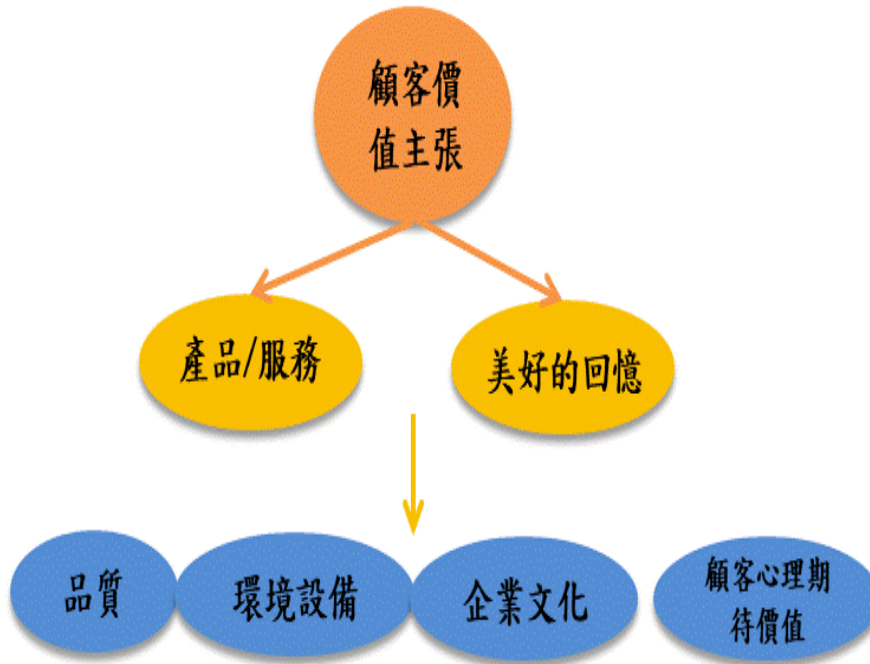 顧客價
值主張
產品/服務
美好的回憶
品質
環境設備
企業文化
顧客心理期
待價值